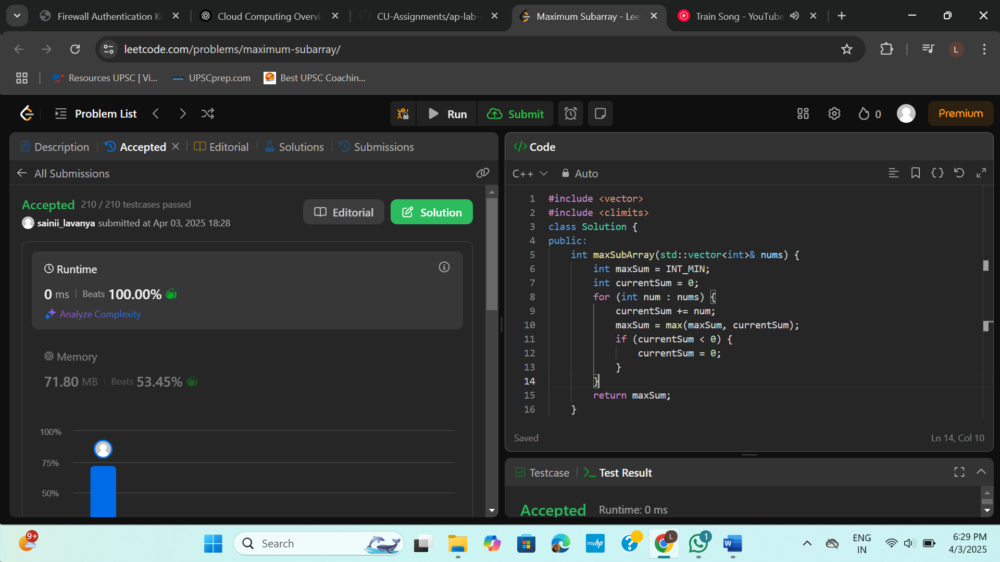 Firewall Authentication Ke
Cloud Computing Overvi
CU-Assignments/ap-lab-
Maximum Subarray - Lee
Train Song - YouTube
leetcode.com/problems/maximum-subarray/
L
Resources UPSC | Vi...
UPSCprep.com
Best UPSC Coachin...
Problem List
Run
Submit
0
Premium
Description
Accepted
Editorial
Solutions
Submissions
All Submissions
Accepted 210 / 210 testcases passed
sainii_lavanya submitted at Apr 03, 2025 18:28
Editorial
Solution
Runtime
0 ms
Beats 100.00%
Analyze Complexity
Memory
71.80 MB
Beats 53.45%
100%
75%
50%
</> Code
C++
Auto
1 #include <vector>
2 #include <climits>
3 class Solution {
4 public:
5 int maxSubArray(std::vector<int>& nums) {
6 int maxSum = INT_MIN;
7 int currentSum = 0;
8 for (int num : nums) {
9 currentSum += num;
10 maxSum = max(maxSum, currentSum);
11 if (currentSum < 0) {
12 currentSum = 0;
13 }
14 }
15 return maxSum;
16 }
Saved
Ln 14, Col 10
Testcase
Test Result
Accepted Runtime: 0 ms
9+
Search
myhp
L
1
W
ENG
IN
6:29 PM
4/3/2025